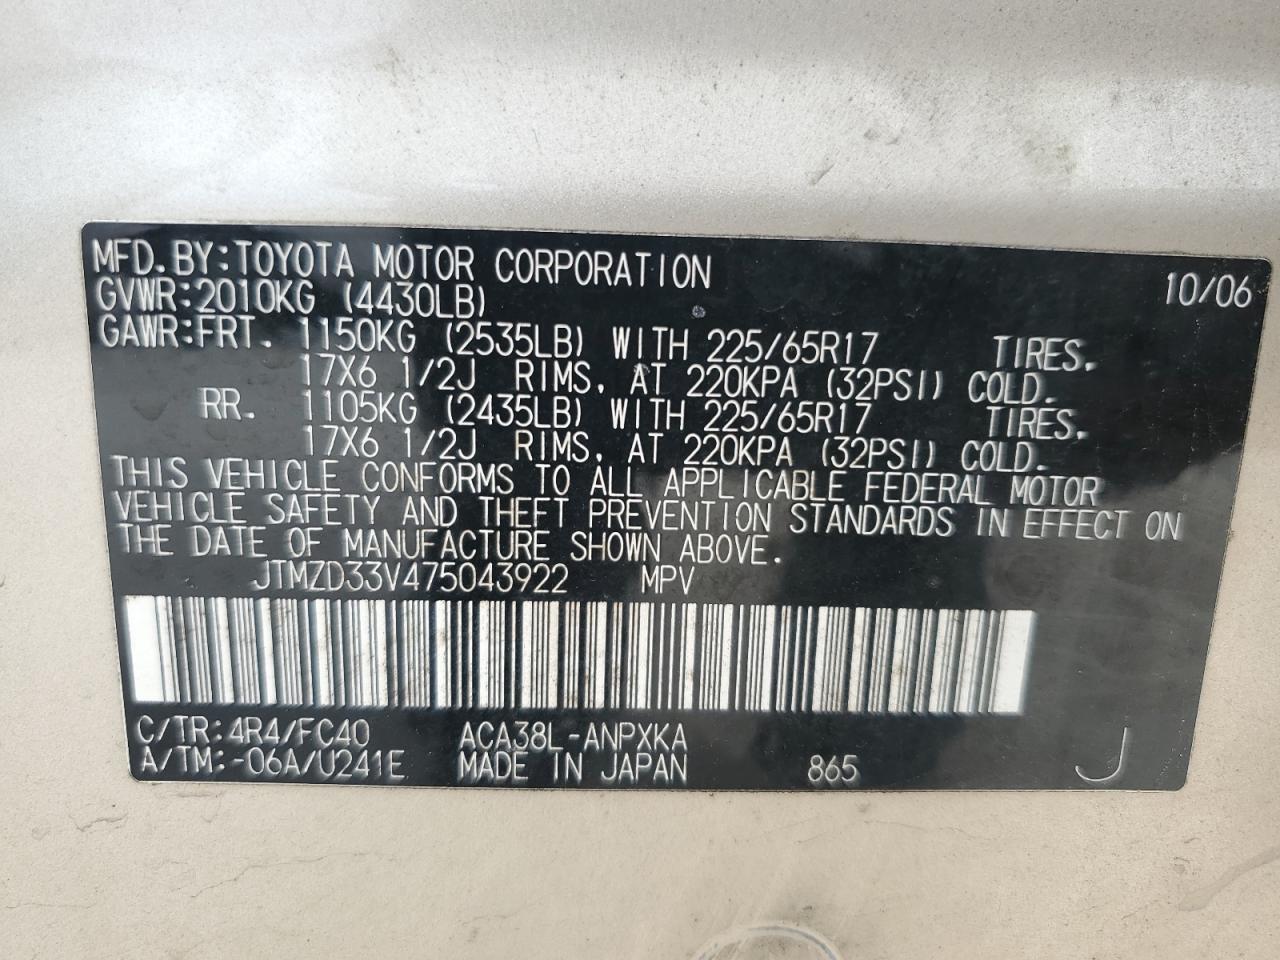 MFD.BY:TOYOTA MOTOR CORPORATION 10/06
GVWR:2010KG (4430LB)
GAWR:FRT. 1150KG (2535LB) WITH 225/65R17 TIRES,
17X6 1/2J RIMS, AT 220KPA (32PSI) COLD.
RR. 1105KG (2435LB) WITH 225/65R17 TIRES,
17X6 1/2J RIMS, AT 220KPA (32PSI) COLD.
THIS VEHICLE CONFORMS TO ALL APPLICABLE FEDERAL MOTOR
VEHICLE SAFETY AND THEFT PREVENTION STANDARDS IN EFFECT ON
THE DATE OF MANUFACTURE SHOWN ABOVE.
JTMZD33V475043922 MPV
C/TR:4R4/FC40 ACA38L-ANPXKA
A/TM:-06A/U241E MADE IN JAPAN 865 J